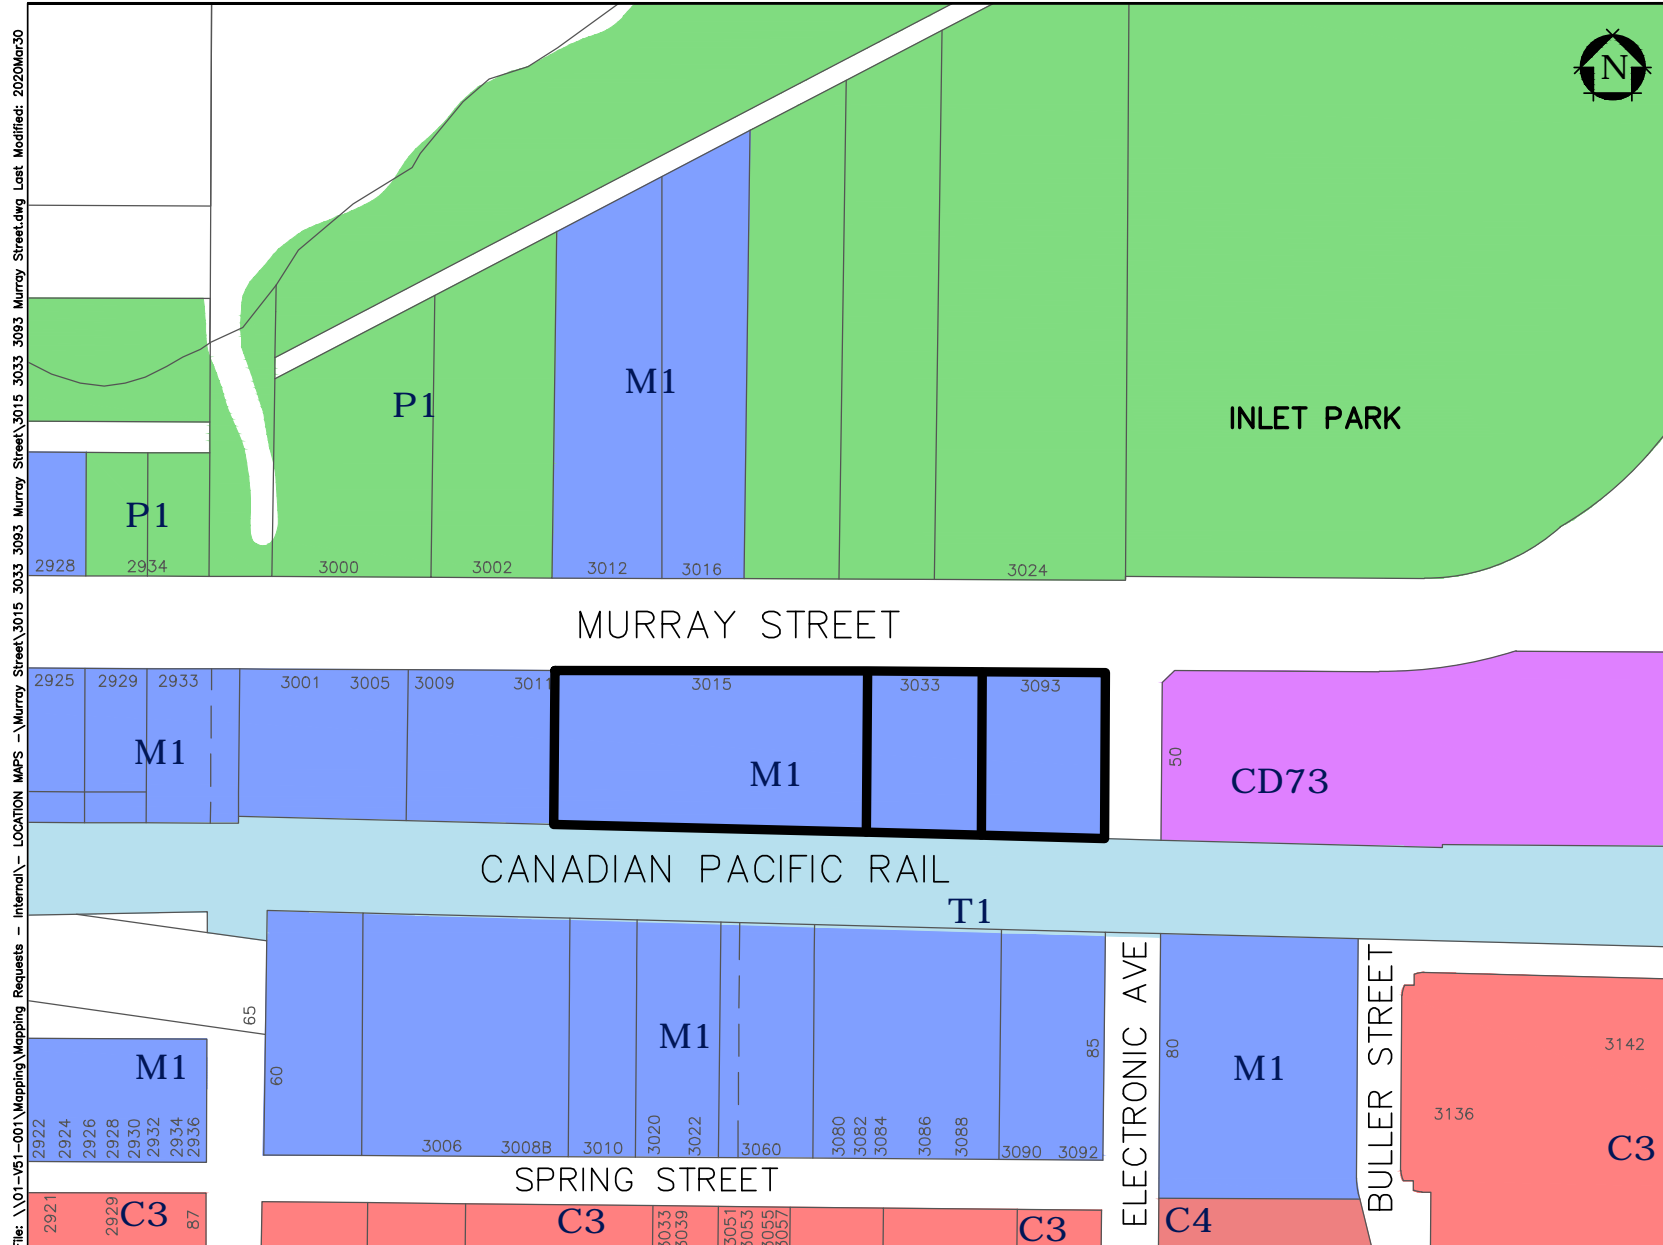 File: \\01-V51-001\Mapping\Mapping Requests - Internal\- LOCATION MAPS -\Murray Street\3015 3033 3093 Murray Street\3015 3033 3093 Murray Street.dwg Last Modified: 2020Mar30
N
M1
P1
INLET PARK
P1
2928 2934 3000 3002 3012 3016 3024
MURRAY STREET
2925 2929 2933 3001 3005 3009 3011 3015 3033 3093
M1 M1 50 CD73
CANADIAN PACIFIC RAIL
T1
65
60
M1
M1
85
80
M1
3142
3136
C3
2922
2924
2926
2928
2930
2932
2934
2936
3006 3008B 3010
3020
3022
3060
3080
3082
3084
3086
3088
3090 3092
ELECTRONIC AVE
BULLER STREET
SPRING STREET
2921
2929
C3
87
C3
3033
3039
3051
3053
3055
3057
C3
C4